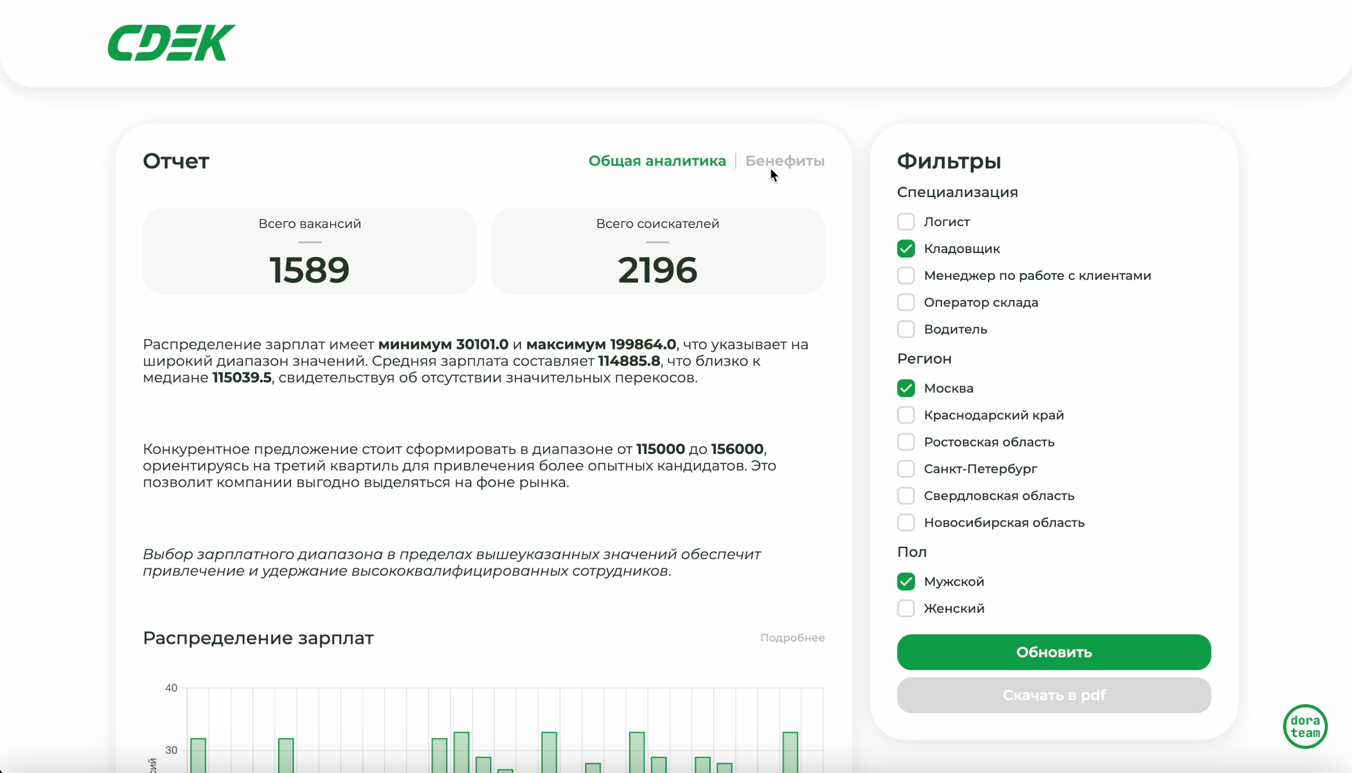 CDEK
Отчет
Общая аналитика | Бенефиты
Всего вакансий
1589
Всего соискателей
2196
Распределение зарплат имеет минимум 30101.0 и максимум 199864.0, что указывает на
широкий диапазон значений. Средняя зарплата составляет 114885.8, что близко к
медиане 115039.5, свидетельствуя об отсутствии значительных перекосов.
Конкурентное предложение стоит сформировать в диапазоне от 115000 до 156000,
ориентируясь на третий квартиль для привлечения более опытных кандидатов. Это
позволит компании выгодно выделяться на фоне рынка.
Выбор зарплатного диапазона в пределах вышеуказанных значений обеспечит
привлечение и удержание высококвалифицированных сотрудников.
Распределение зарплат
Подробнее
40
30
Фильтры
Специализация
Логист
Кладовщик
Менеджер по работе с клиентами
Оператор склада
Водитель
Регион
Москва
Краснодарский край
Ростовская область
Санкт-Петербург
Свердловская область
Новосибирская область
Пол
Мужской
Женский
Обновить
Скачать в pdf
dora
team